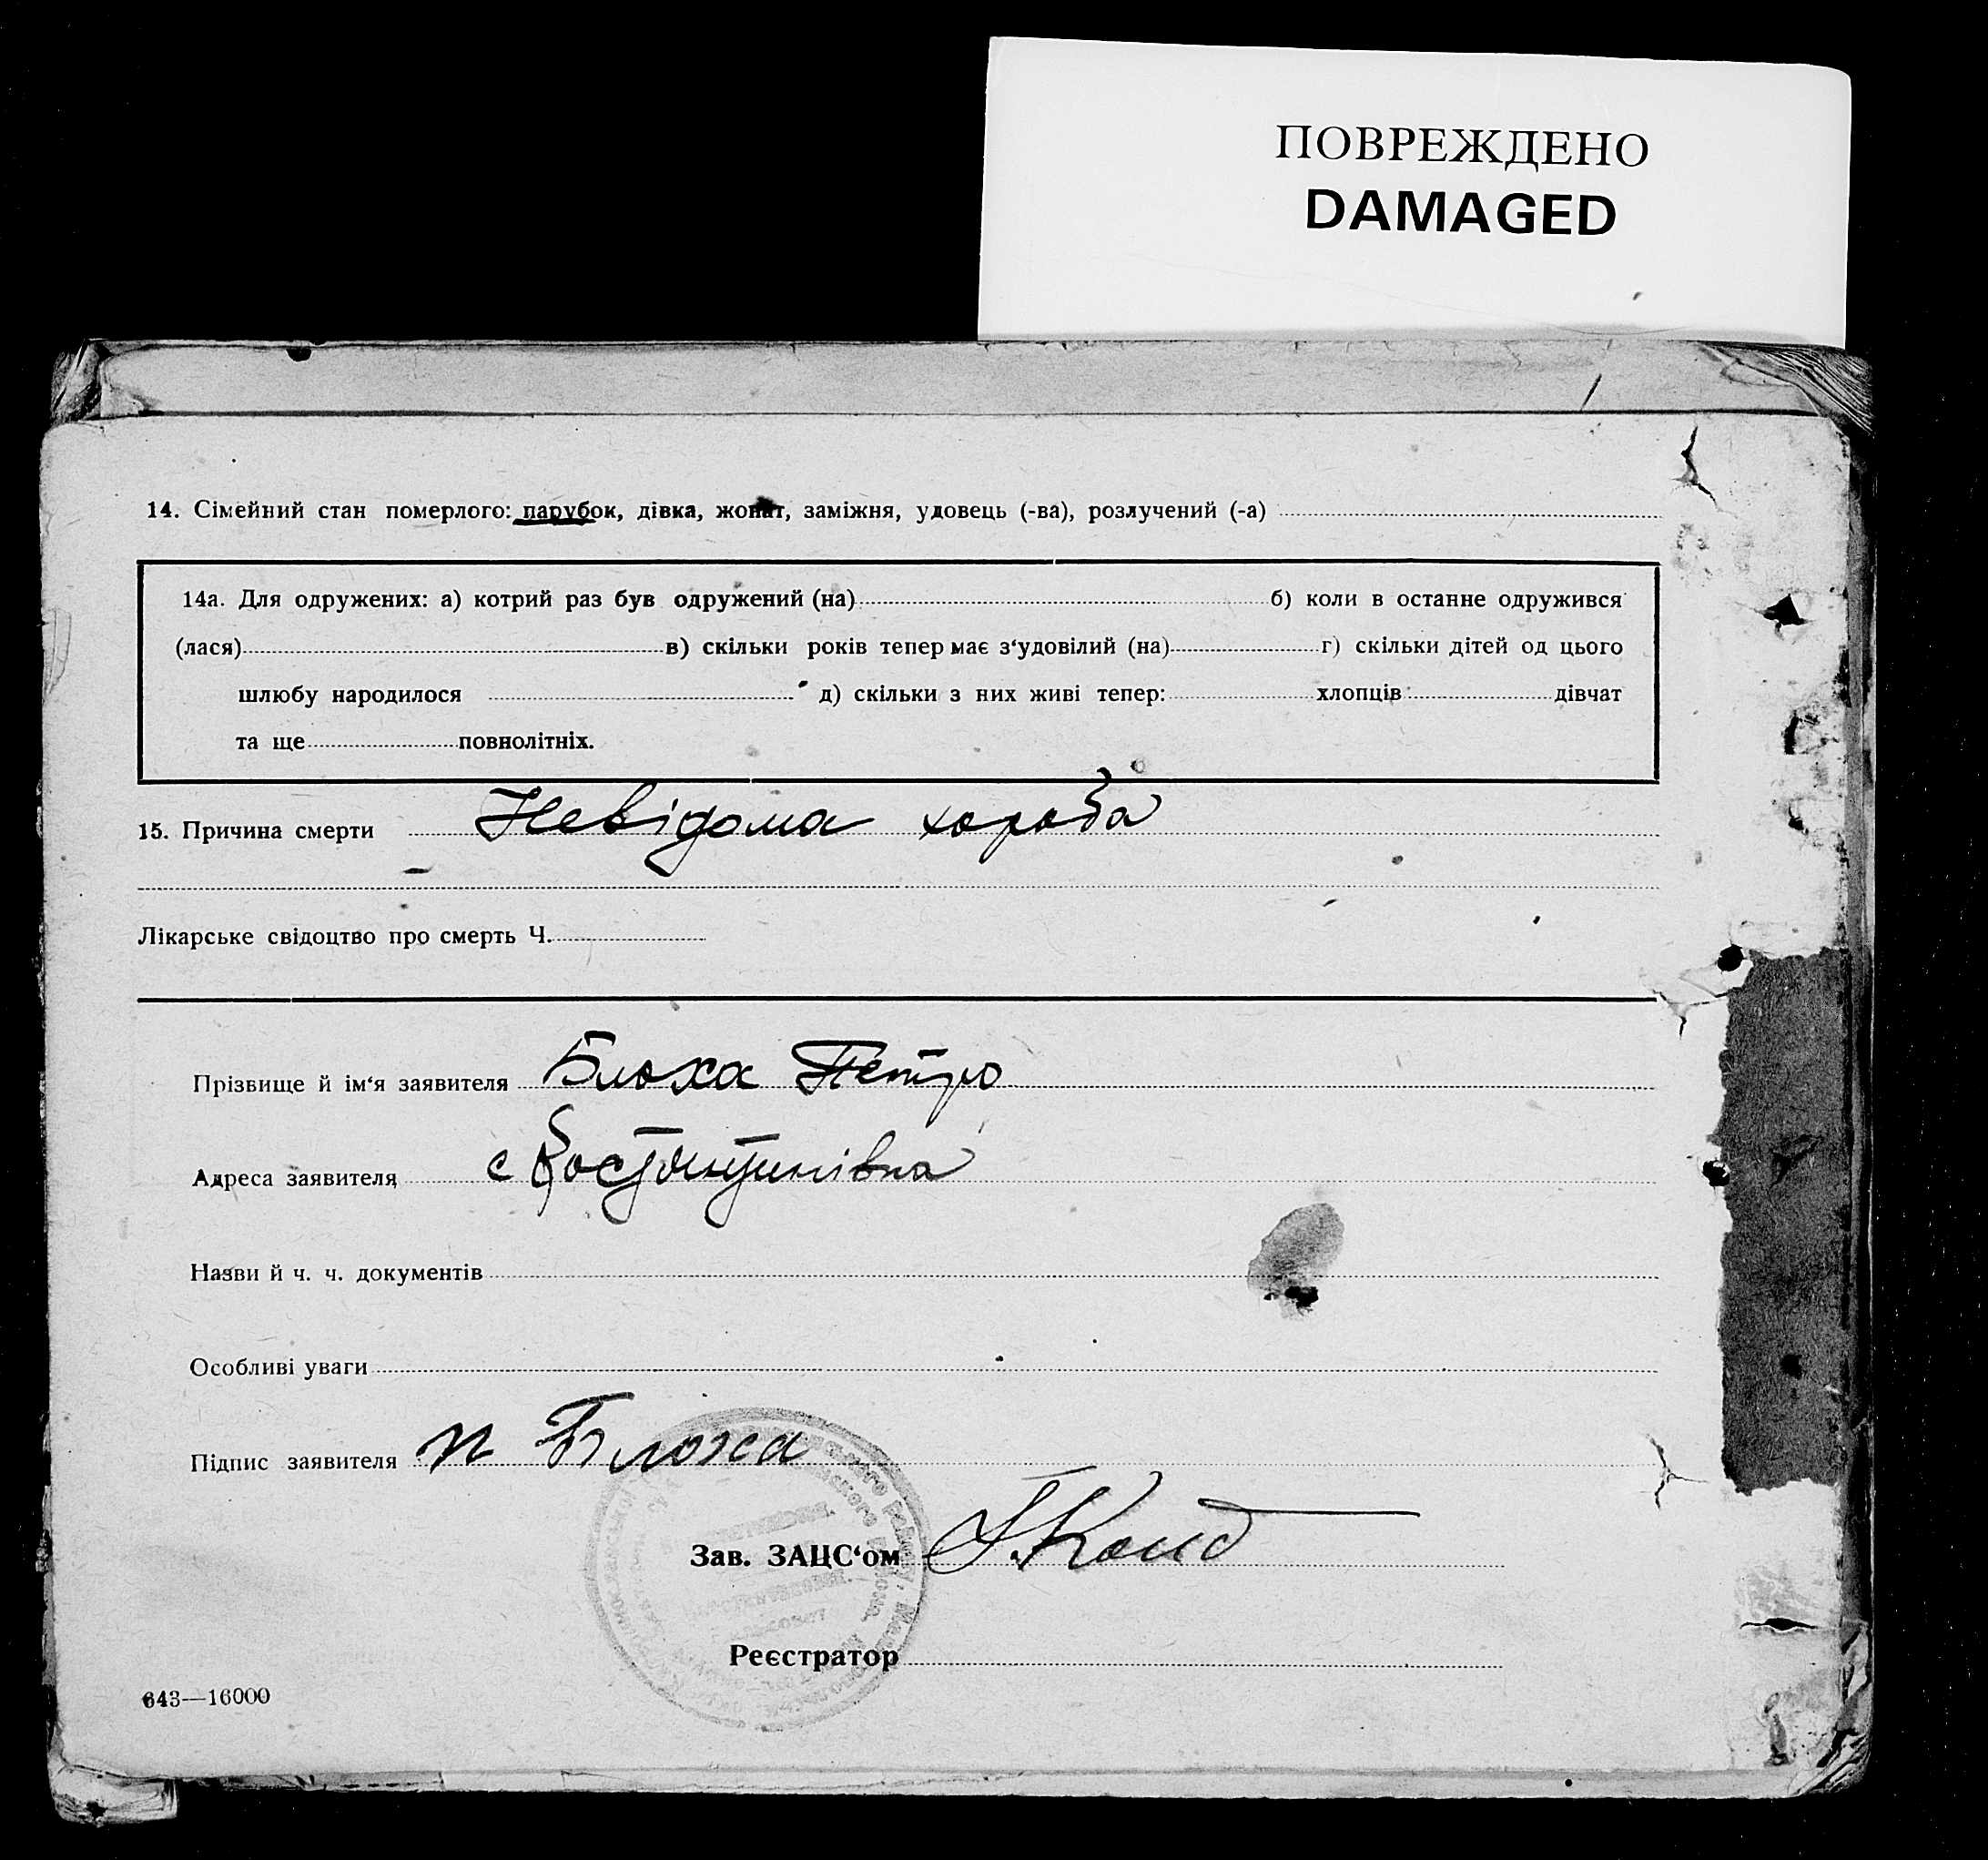 ПОВРЕЖДЕНО
DAMAGED
14. Сімейний стан померлого: парубок, дівка, жонат, заміжня, удовець (-ва), розлучений (-а)
14а. Для одружених: а) котрий раз був одружений (на) б) коли в останне одружився
(лася) в) скільки років тепер має з‘удовілий (на) г) скільки дітей од цього
шлюбу народилося д) скільки з них живі тепер: хлопців дівчат
та ще повнолітніх.
15. Причина смерти Невідома хороба
Лікарське свідоцтво про смерть Ч.
Прізвище й ім‘я заявителя Блоха Петро
Адреса заявителя с Костянтинівка
Назви й ч. ч. документів
Особливі уваги
Підпис заявителя П Блоха
Зав. ЗАЦС‘ом
Реєстратор
643—16000